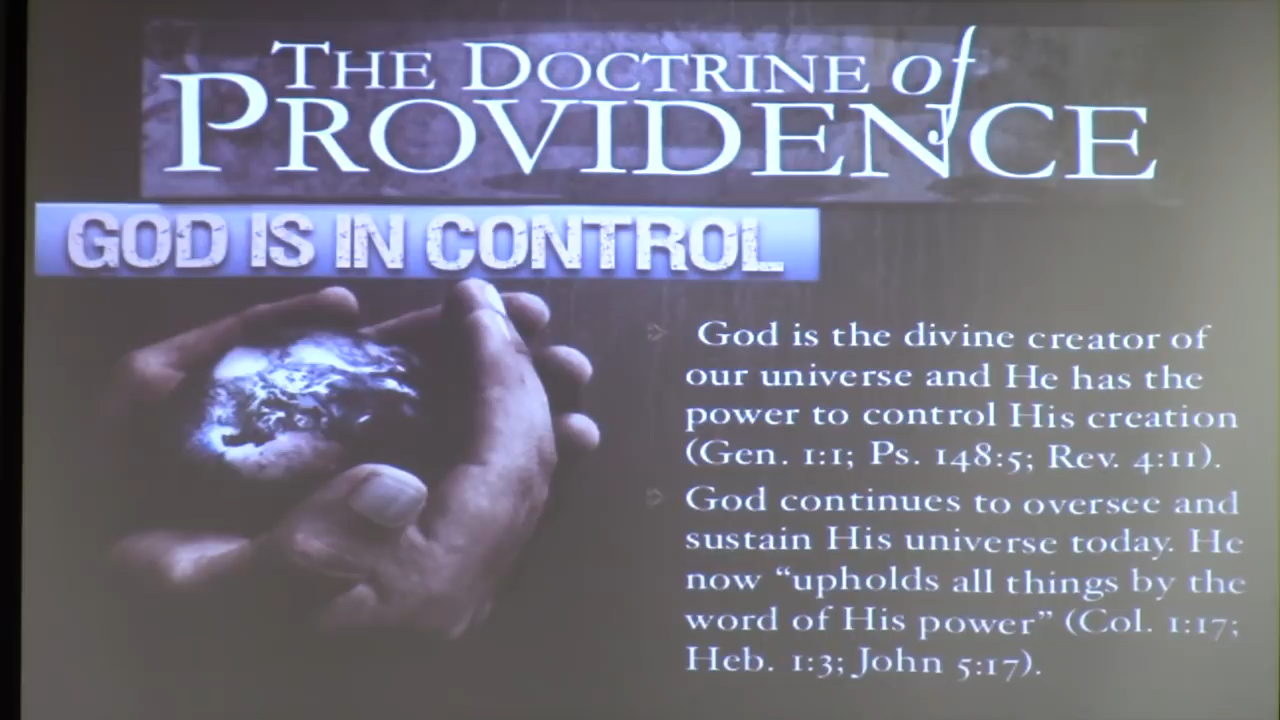 THE DOCTRINE of
PROVIDENCE
GOD IS IN CONTROL
God is the divine creator of
our universe and He has the
power to control His creation
(Gen. 1:1; Ps. 148:5; Rev. 4:11).
God continues to oversee and
sustain His universe today. He
now “upholds all things by the
word of His power” (Col. 1:17;
Heb. 1:3; John 5:17).